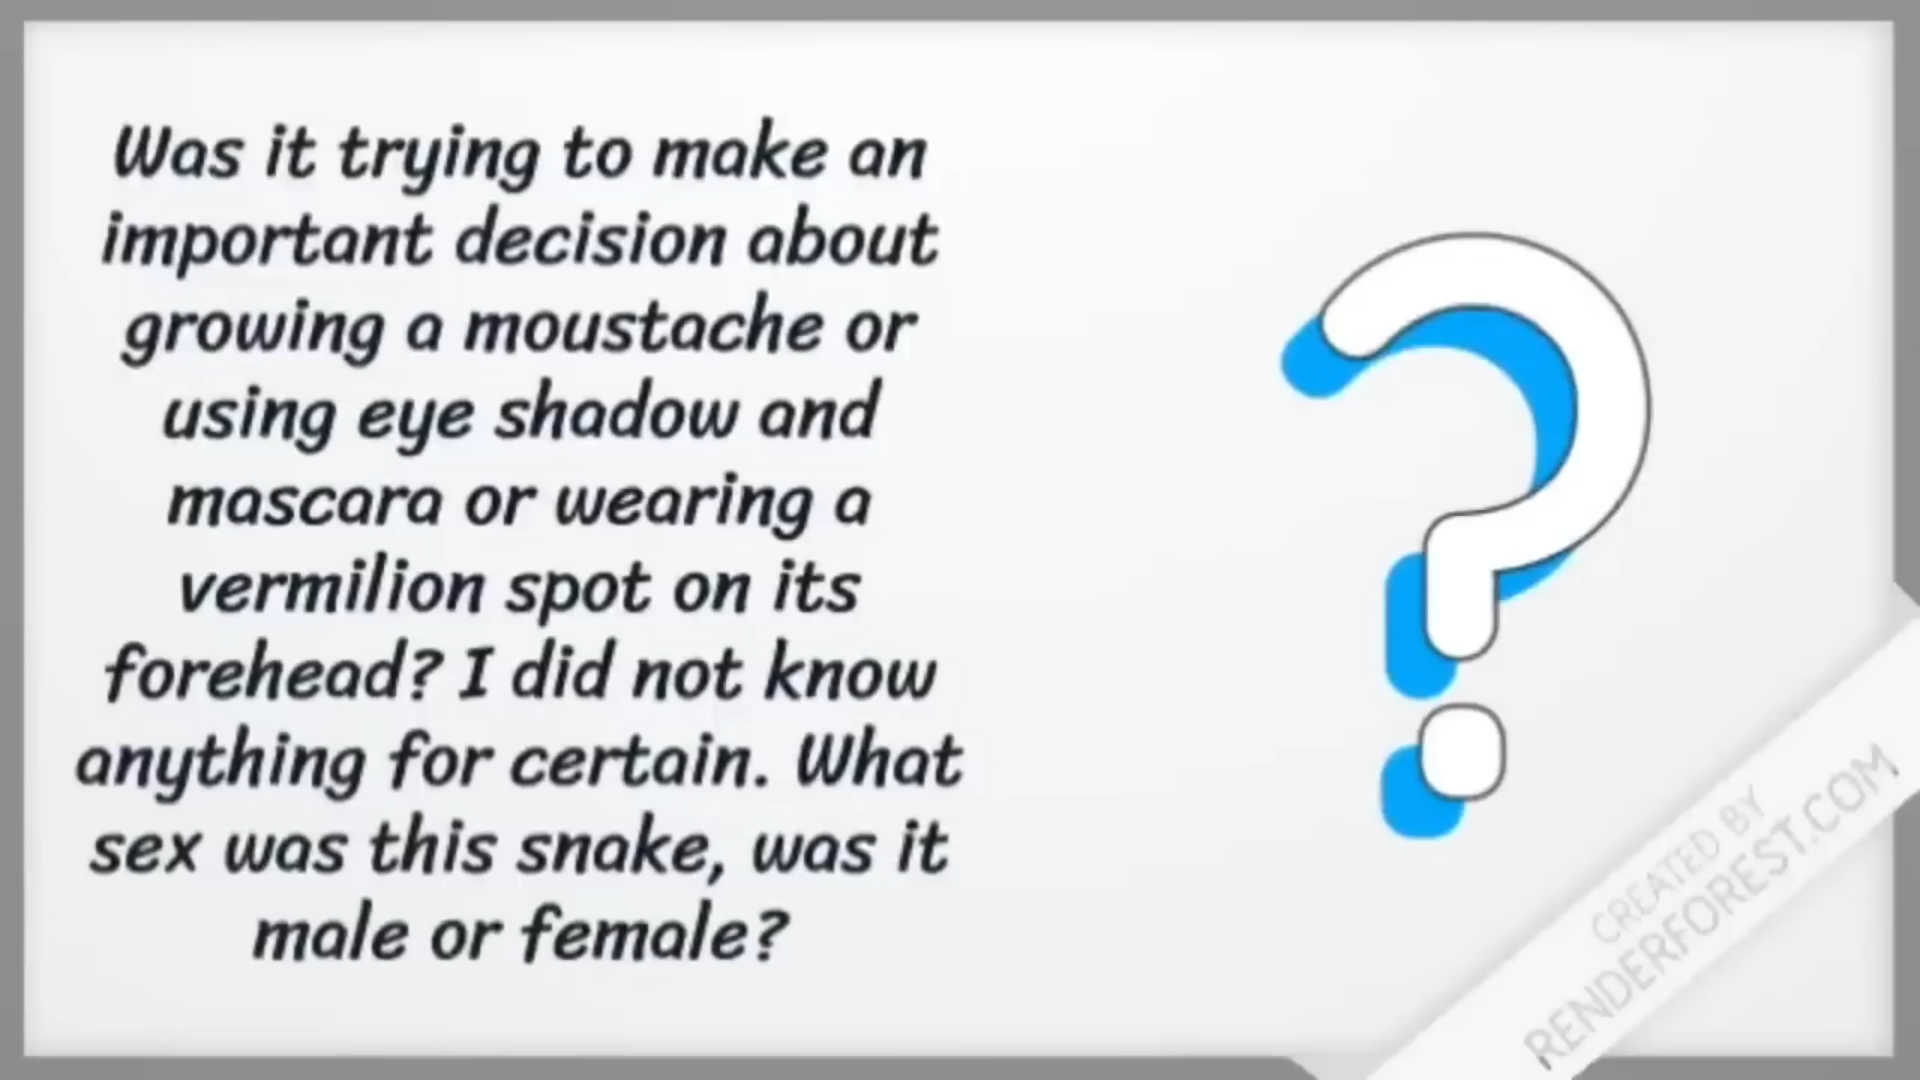 Was it trying to make an
important decision about
growing a moustache or
using eye shadow and
mascara or wearing a
vermilion spot on its
forehead? I did not know
anything for certain. What
sex was this snake, was it
male or female?
?
CREATED BY
RENDERFOREST.COM